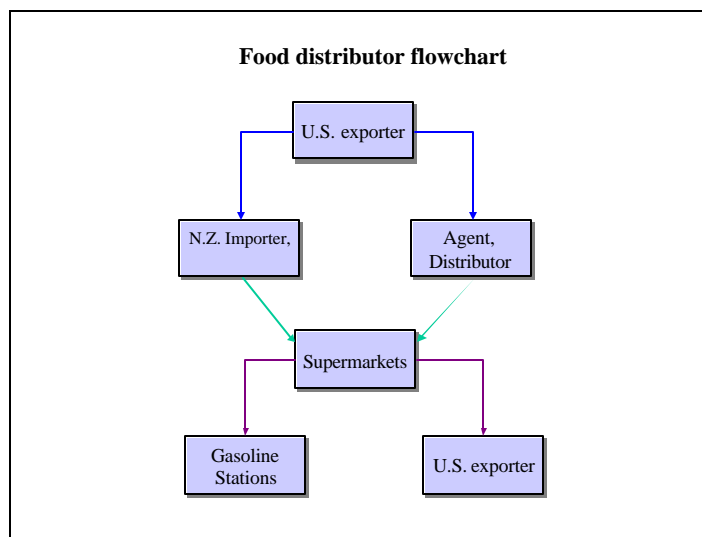 Food distributor flowchart
U.S. exporter
N.Z. Importer,
Agent,
Distributor
Supermarkets
Gasoline
Stations
U.S. exporter